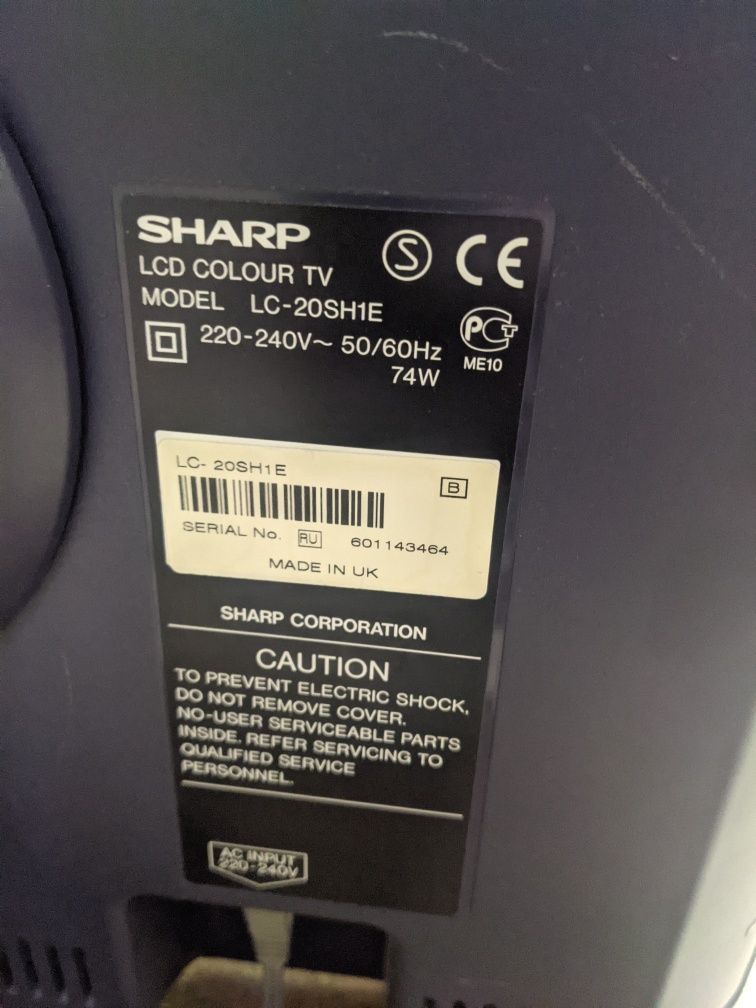 SHARP
LCD COLOUR TV
MODEL LC-20SH1E
220-240V~ 50/60Hz
74W
S
CE
PCT
ME10
LC- 20SH1E
B
SERIAL No. RU 601143464
MADE IN UK
SHARP CORPORATION
CAUTION
TO PREVENT ELECTRIC SHOCK,
DO NOT REMOVE COVER.
NO-USER SERVICEABLE PARTS
INSIDE. REFER SERVICING TO
QUALIFIED SERVICE
PERSONNEL.
AC INPUT
220-240V